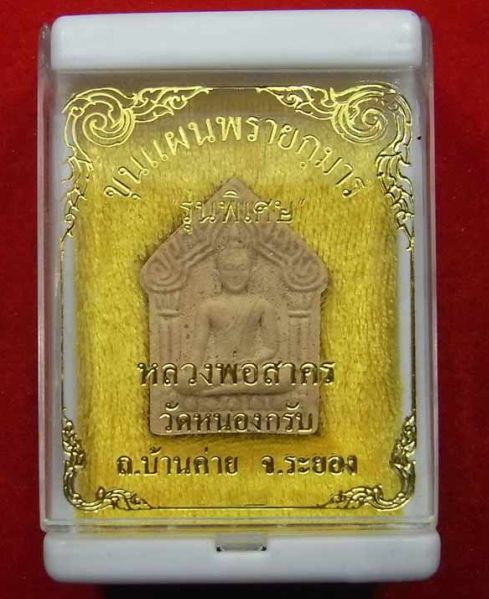 ขุนแผนพรายกุมาร
รุ่นพิเศษ
หลวงพ่อสาคร
วัดหนองกรับ
อ.บ้านค่าย จ.ระยอง